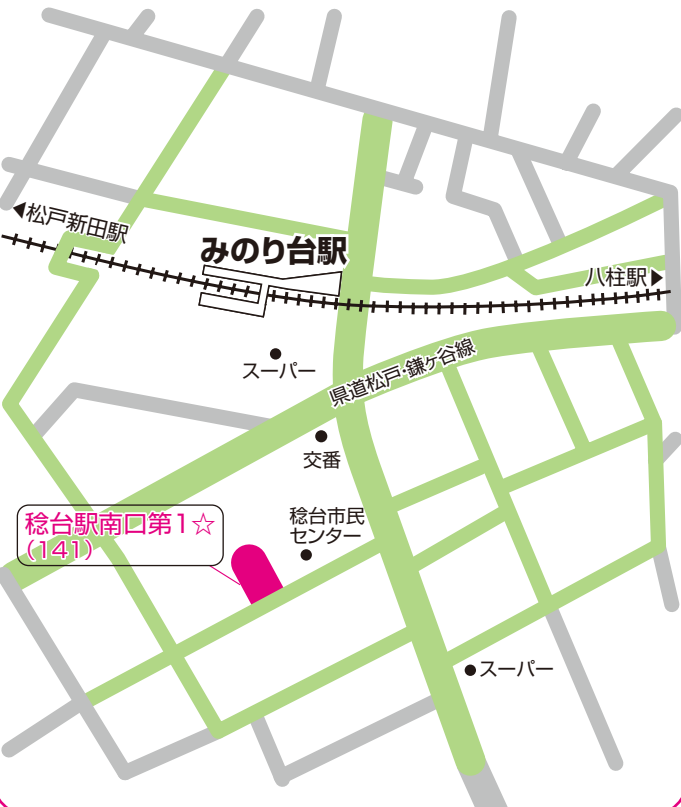 ◀松戸新田駅
みのり台駅
八柱駅▶
スーパー
県道松戸・鎌ヶ谷線
交番
稔台市民
センター
稔台駅南口第1☆
(141)
スーパー